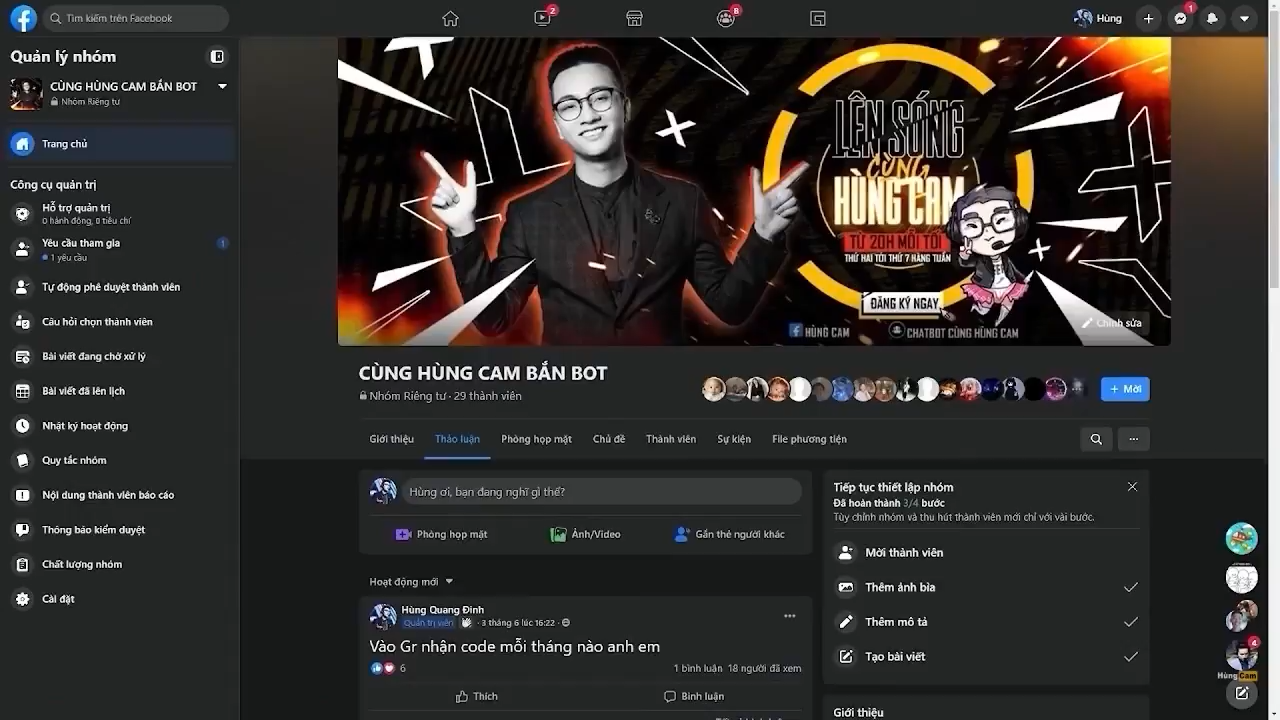 Tìm kiếm trên Facebook
2
8
Hùng
1
Quản lý nhóm
CÙNG HÙNG CAM BẮN BOT
Nhóm Riêng tư
Trang chủ
Công cụ quản trị
Hỗ trợ quản trị
0 hành động, 0 tiêu chí
Yêu cầu tham gia
1 yêu cầu
1
Tự động phê duyệt thành viên
Câu hỏi chọn thành viên
Bài viết đang chờ xử lý
Bài viết đã lên lịch
Nhật ký hoạt động
Quy tắc nhóm
Nội dung thành viên báo cáo
Thông báo kiểm duyệt
Chất lượng nhóm
Cài đặt
LÊN SÓNG
CÙNG
HÙNG CAM
TỪ 20H MỖI TỐI
THỨ HAI TỚI THỨ 7 HÀNG TUẦN
ĐĂNG KÝ NGAY
HÙNG CAM
CHATBOT CÙNG HÙNG CAM
Chỉnh sửa
CÙNG HÙNG CAM BẮN BOT
Nhóm Riêng tư · 29 thành viên
+ Mời
Giới thiệu
Thảo luận
Phòng họp mặt
Chủ đề
Thành viên
Sự kiện
File phương tiện
Hùng ơi, bạn đang nghĩ gì thế?
Phòng họp mặt
Ảnh/Video
Gắn thẻ người khác
Hoạt động mới
Hùng Quang Đinh
Quản trị viên · 3 tháng 6 lúc 16:22 ·
Vào Gr nhận code mỗi tháng nào anh em
6
1 bình luận 18 người đã xem
Thích
Bình luận
Tiếp tục thiết lập nhóm
Đã hoàn thành 3/4 bước
Tùy chỉnh nhóm và thu hút thành viên mới chỉ với vài bước.
Mời thành viên
Thêm ảnh bìa
Thêm mô tả
Tạo bài viết
Giới thiệu
4
HùngCam